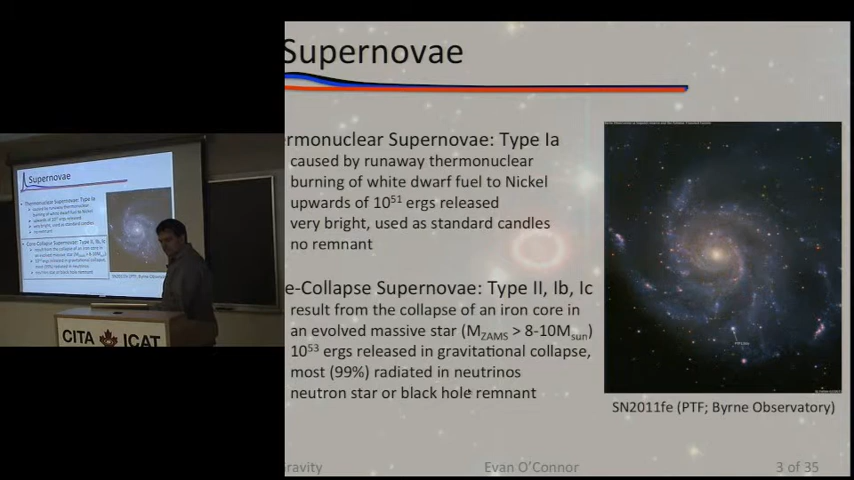 Supernovae
rmonuclear Supernovae: Type Ia
caused by runaway thermonuclear
burning of white dwarf fuel to Nickel
upwards of 10⁵¹ ergs released
very bright, used as standard candles
no remnant
e-Collapse Supernovae: Type II, Ib, Ic
result from the collapse of an iron core in
an evolved massive star (M_ZAMS > 8-10M_sun)
10⁵³ ergs released in gravitational collapse,
most (99%) radiated in neutrinos
neutron star or black hole remnant
SN2011fe (PTF; Byrne Observatory)
ravity
Evan O'Connor
3 of 35
Supernovae
CITA ICAT